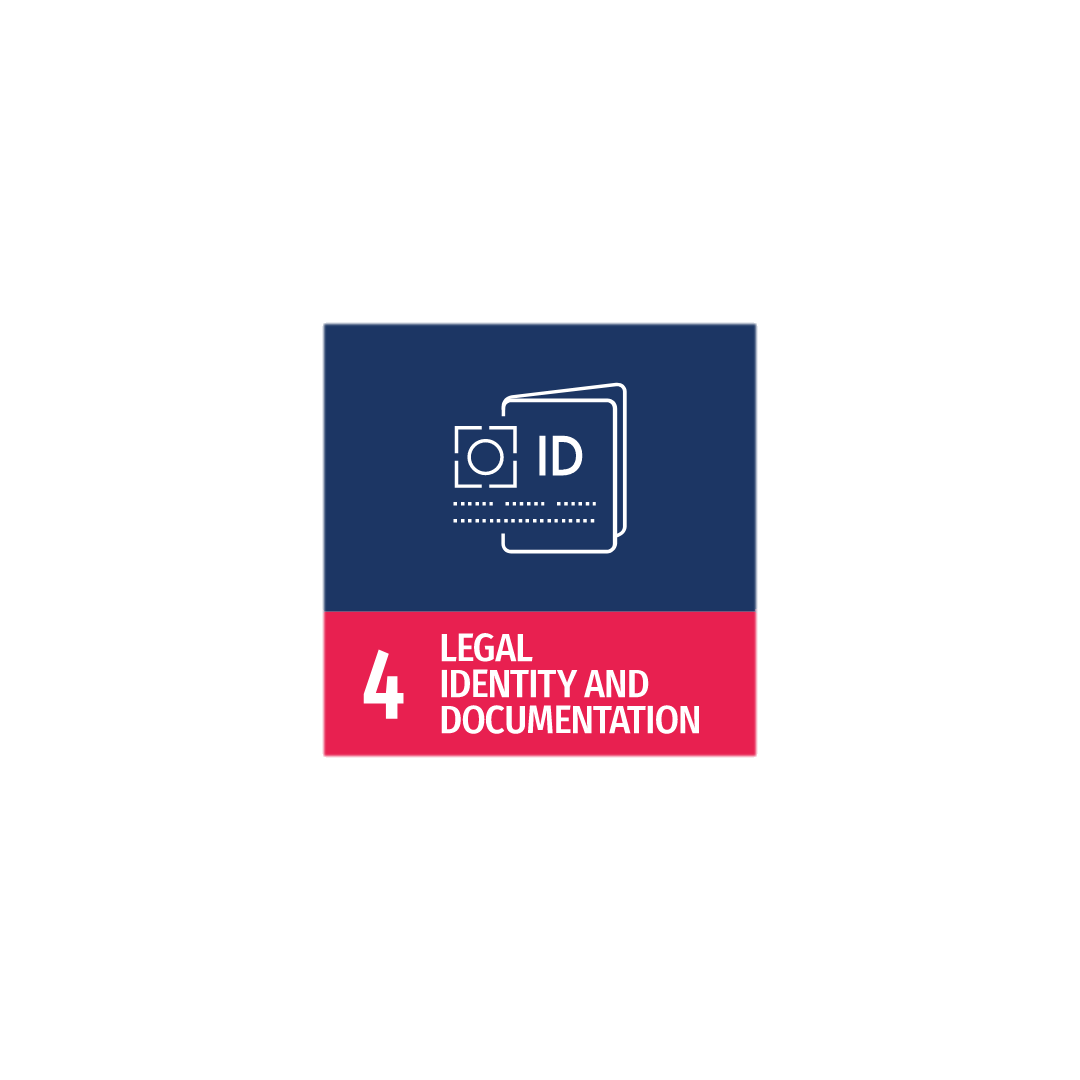 ID
4
LEGAL
IDENTITY AND
DOCUMENTATION